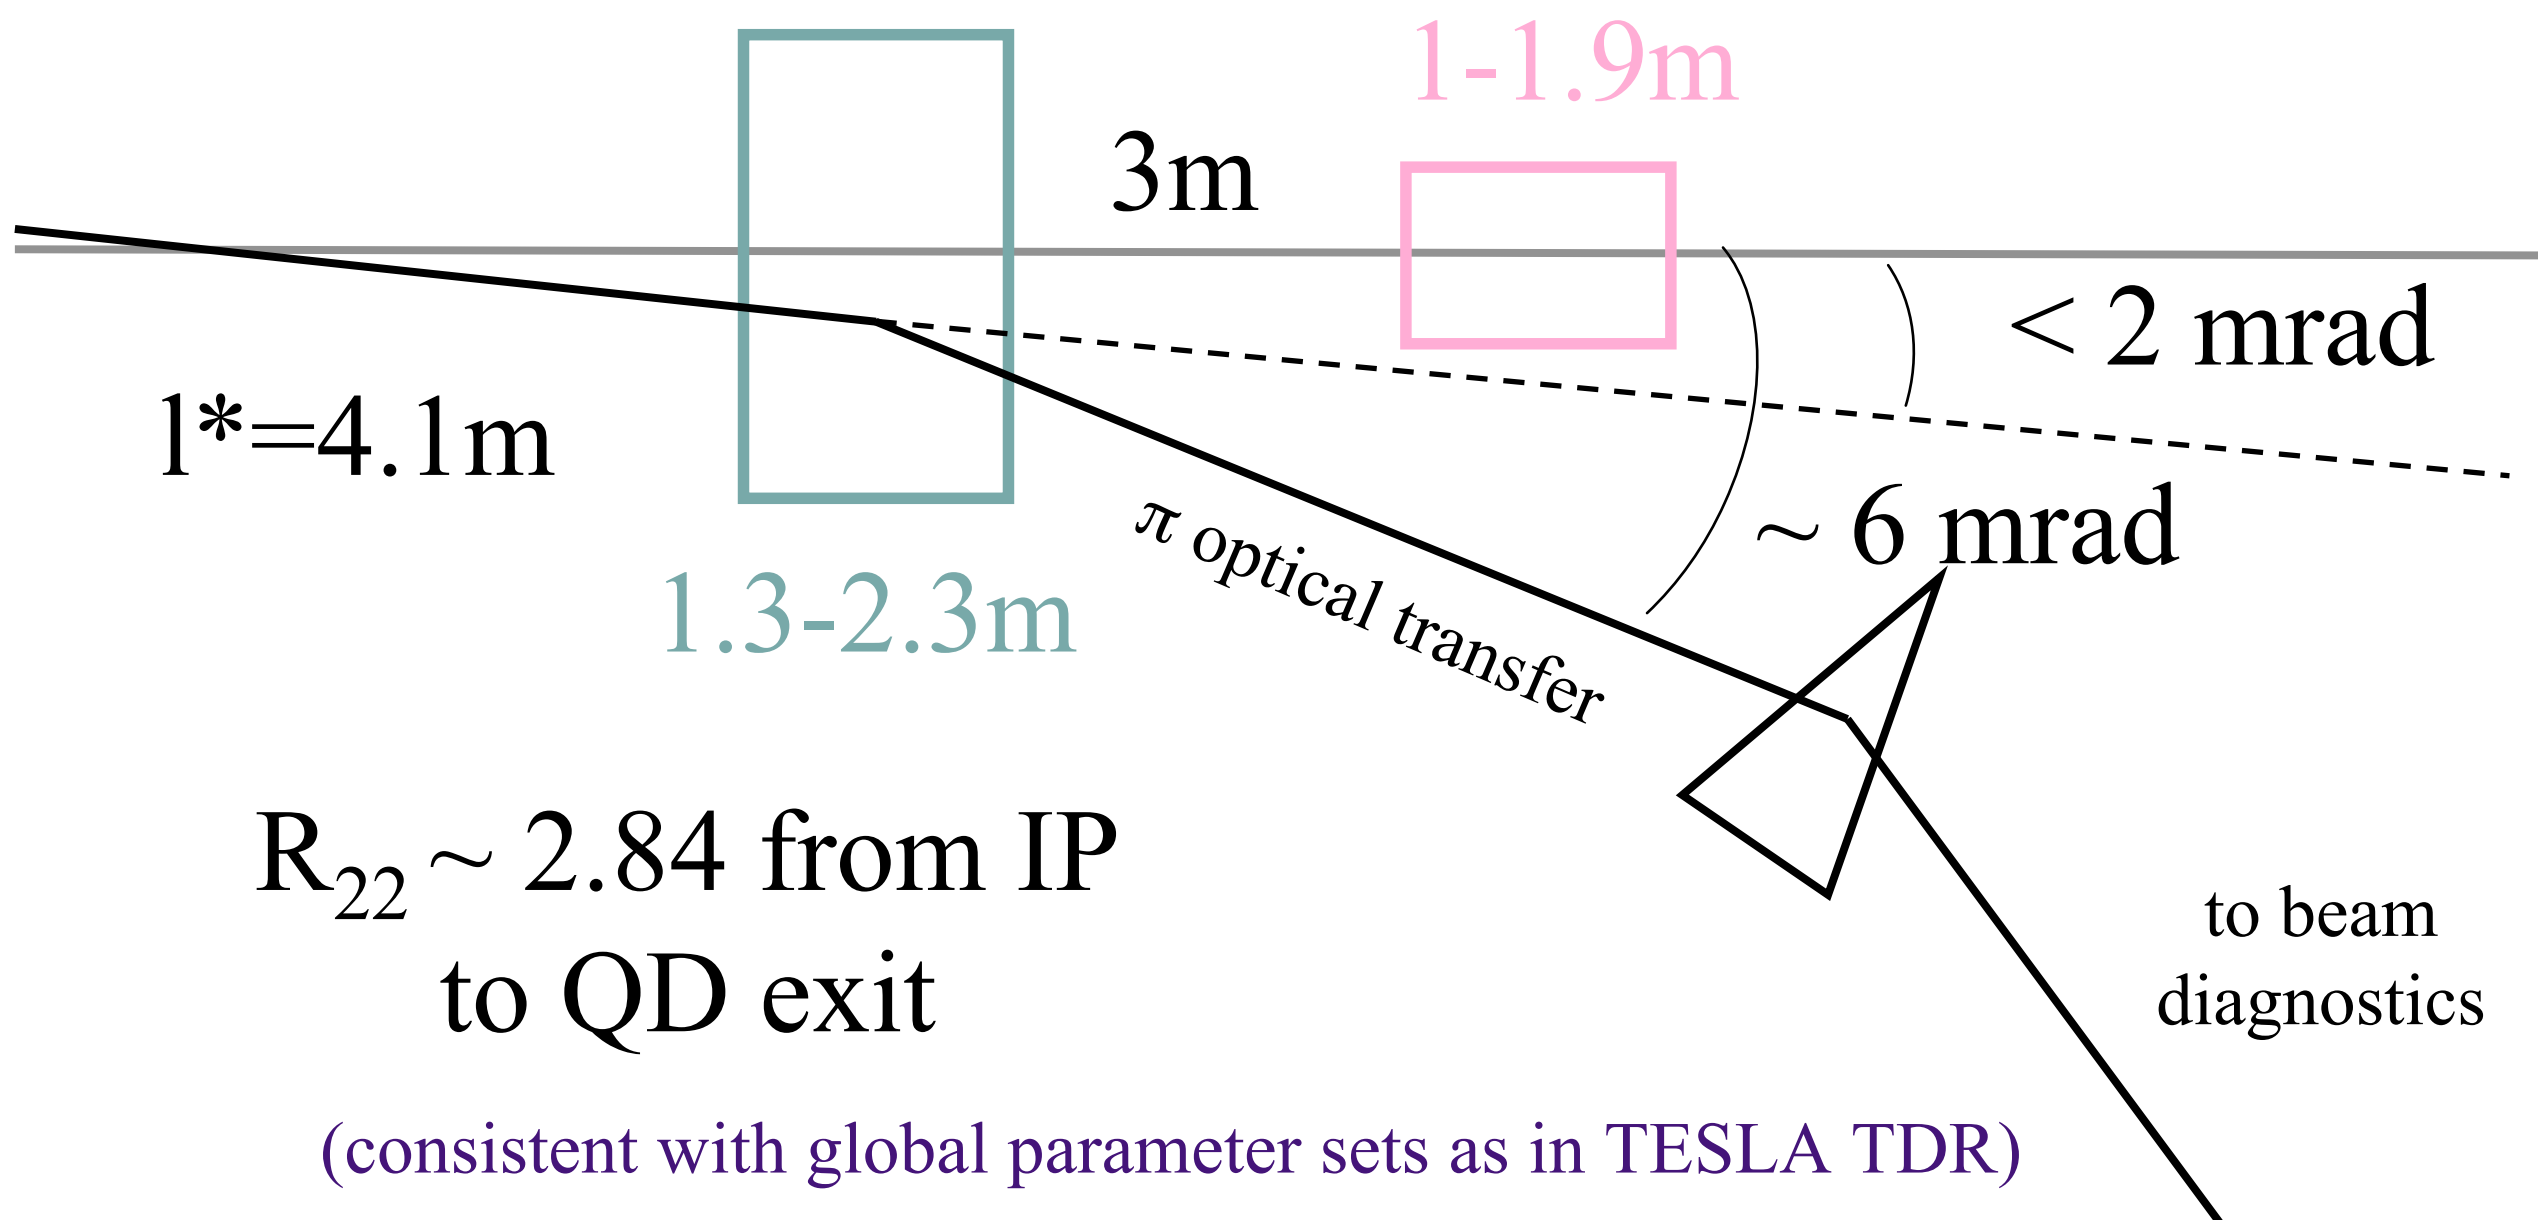 1-1.9m
3m
< 2 mrad
l*=4.1m
~ 6 mrad
π optical transfer
1.3-2.3m
R22 ~ 2.84 from IP
to QD exit
to beam
diagnostics
(consistent with global parameter sets as in TESLA TDR)